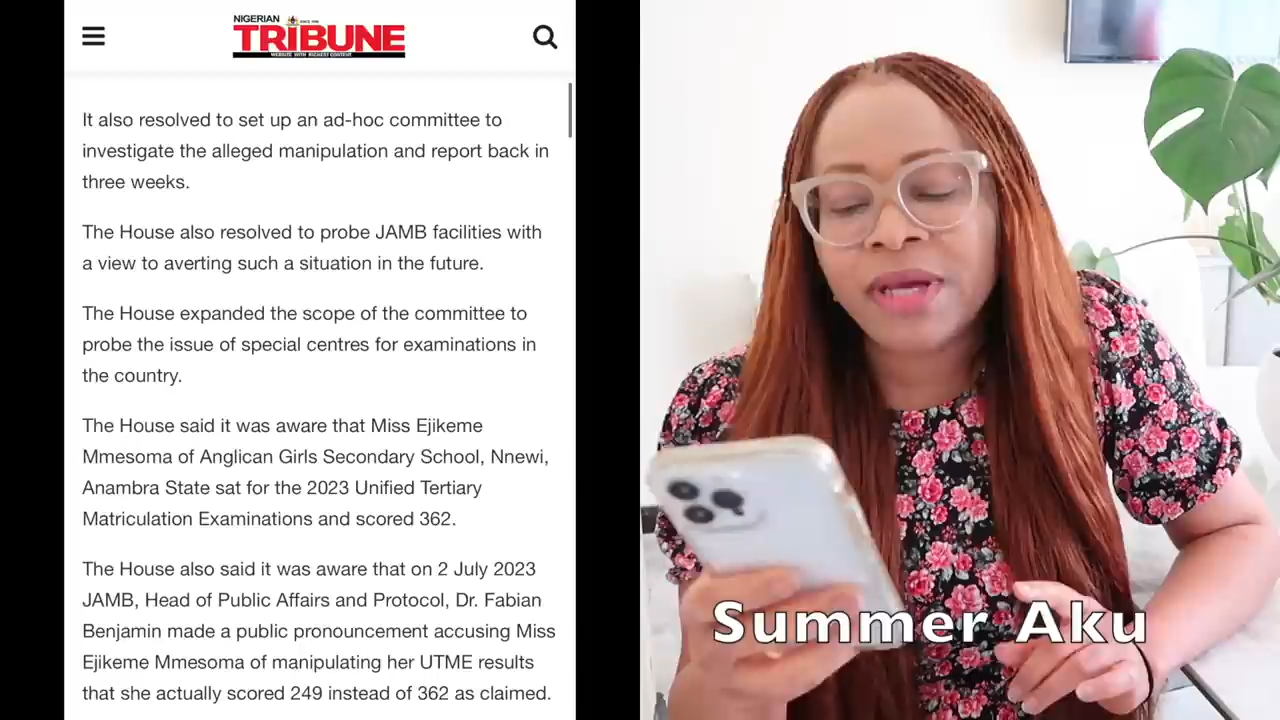 NIGERIAN
TRIBUNE
WEBSITE WITH RICHEST CONTENT
It also resolved to set up an ad-hoc committee to
investigate the alleged manipulation and report back in
three weeks.
The House also resolved to probe JAMB facilities with
a view to averting such a situation in the future.
The House expanded the scope of the committee to
probe the issue of special centres for examinations in
the country.
The House said it was aware that Miss Ejikeme
Mmesoma of Anglican Girls Secondary School, Nnewi,
Anambra State sat for the 2023 Unified Tertiary
Matriculation Examinations and scored 362.
The House also said it was aware that on 2 July 2023
JAMB, Head of Public Affairs and Protocol, Dr. Fabian
Benjamin made a public pronouncement accusing Miss
Ejikeme Mmesoma of manipulating her UTME results
that she actually scored 249 instead of 362 as claimed.
Summer Aku